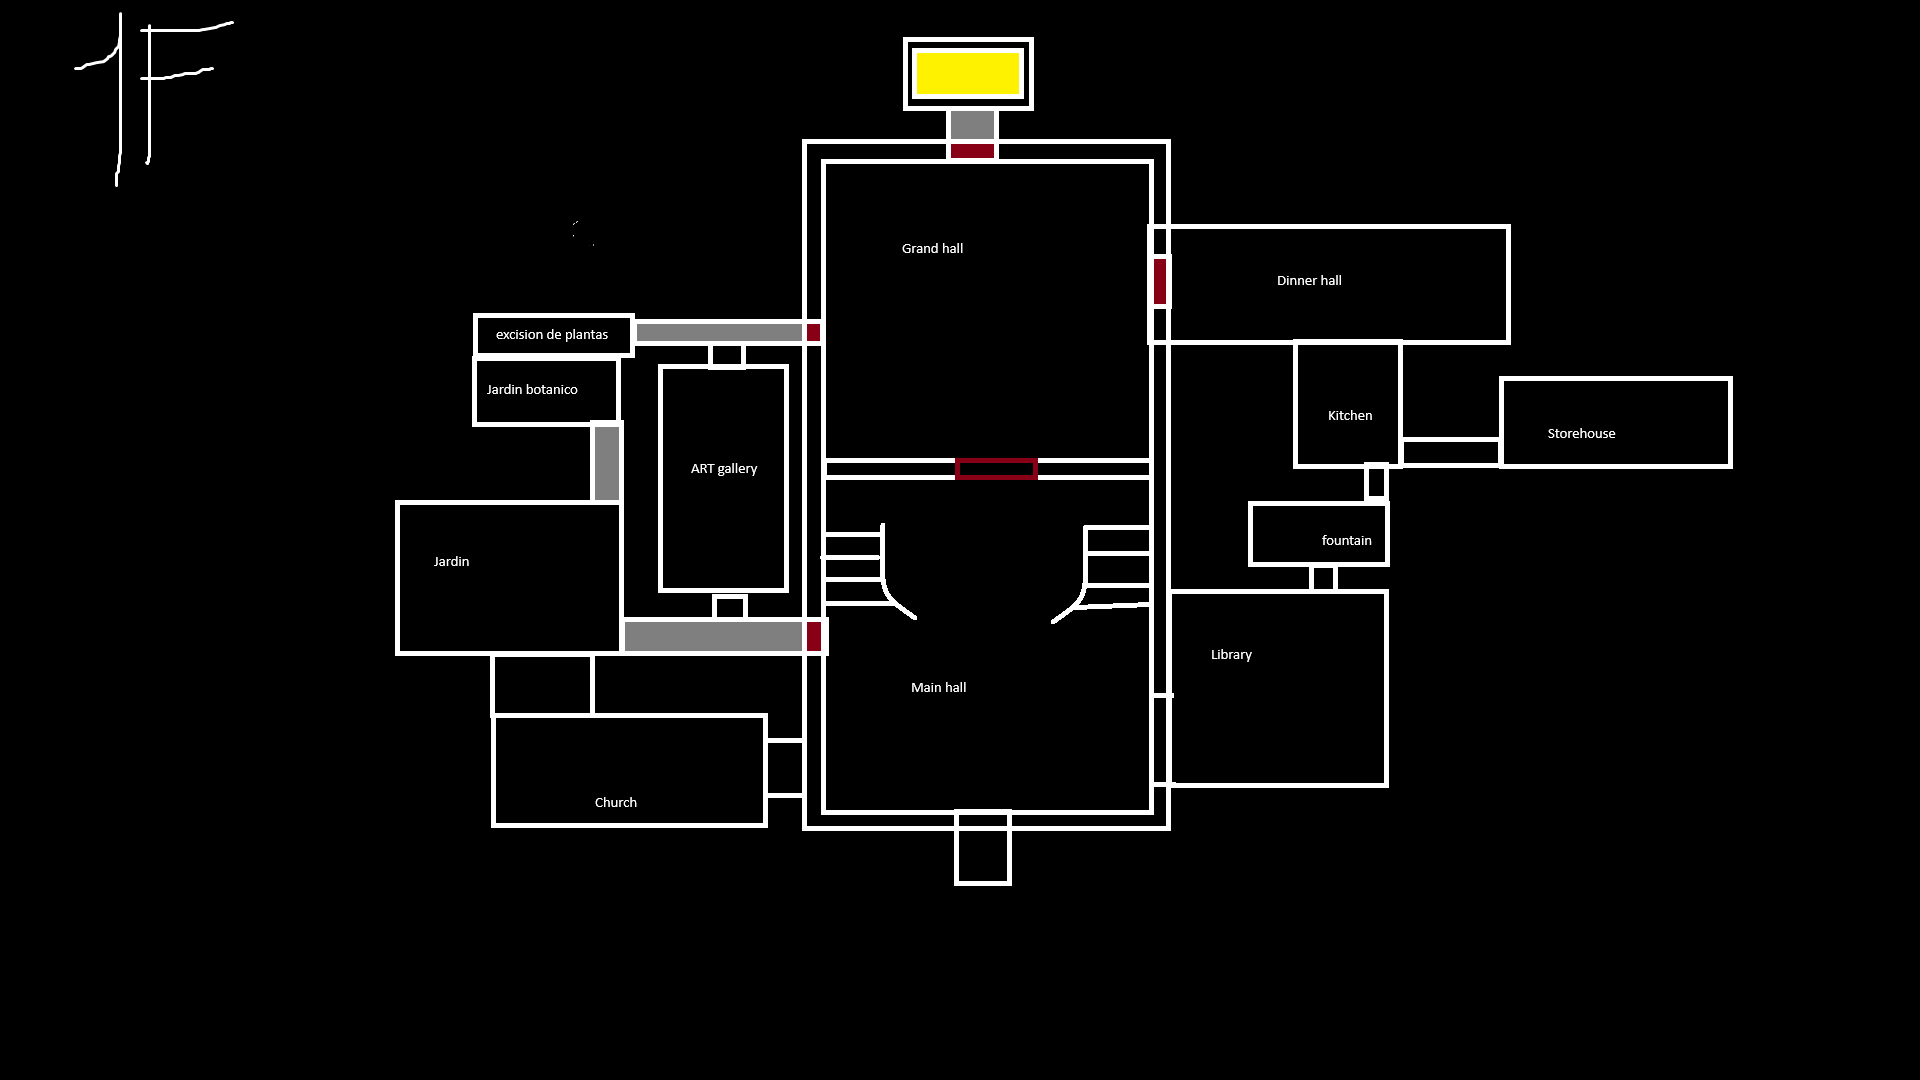 1F
Grand hall
Dinner hall
excision de plantas
Jardin botanico
Kitchen
Storehouse
ART gallery
fountain
Jardin
Library
Main hall
Church